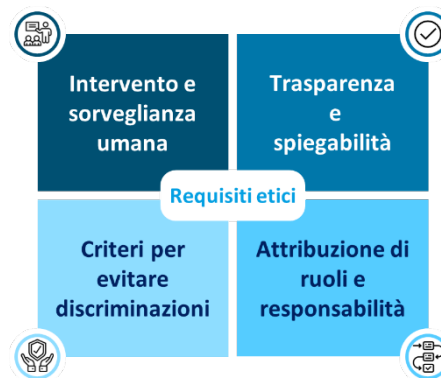 Intervento e
sorveglianza
umana
Trasparenza
e
spiegabilità
Requisiti etici
Criteri per
evitare
discriminazioni
Attribuzione di
ruoli e
responsabilità